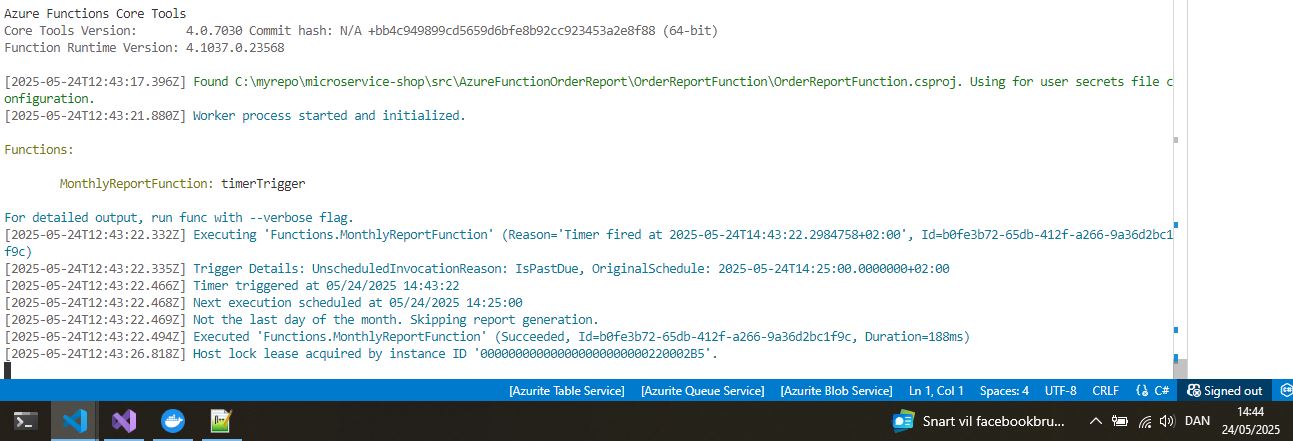 Azure Functions Core Tools
Core Tools Version:       4.0.7030 Commit hash: N/A +bb4c949899cd5659d6bfe8b92cc923453a2e8f88 (64-bit)
Function Runtime Version: 4.1037.0.23568
[2025-05-24T12:43:17.396Z] Found C:\myrepo\microservice-shop\src\AzureFunctionOrderReport\OrderReportFunction\OrderReportFunction.csproj. Using for user secrets file c
onfiguration.
[2025-05-24T12:43:21.880Z] Worker process started and initialized.
Functions:
MonthlyReportFunction: timerTrigger
For detailed output, run func with --verbose flag.
[2025-05-24T12:43:22.332Z] Executing 'Functions.MonthlyReportFunction' (Reason='Timer fired at 2025-05-24T14:43:22.2984758+02:00', Id=b0fe3b72-65db-412f-a266-9a36d2bc1
f9c)
[2025-05-24T12:43:22.335Z] Trigger Details: UnscheduledInvocationReason: IsPastDue, OriginalSchedule: 2025-05-24T14:25:00.0000000+02:00
[2025-05-24T12:43:22.466Z] Timer triggered at 05/24/2025 14:43:22
[2025-05-24T12:43:22.468Z] Next execution scheduled at 05/24/2025 14:25:00
[2025-05-24T12:43:22.469Z] Not the last day of the month. Skipping report generation.
[2025-05-24T12:43:22.494Z] Executed 'Functions.MonthlyReportFunction' (Succeeded, Id=b0fe3b72-65db-412f-a266-9a36d2bc1f9c, Duration=188ms)
[2025-05-24T12:43:26.818Z] Host lock lease acquired by instance ID '000000000000000000000000220002B5'.
[Azurite Table Service] [Azurite Queue Service] [Azurite Blob Service] Ln 1, Col 1 Spaces: 4 UTF-8 CRLF C# Signed out
Snart vil facebookbru... DAN 14:44
24/05/2025